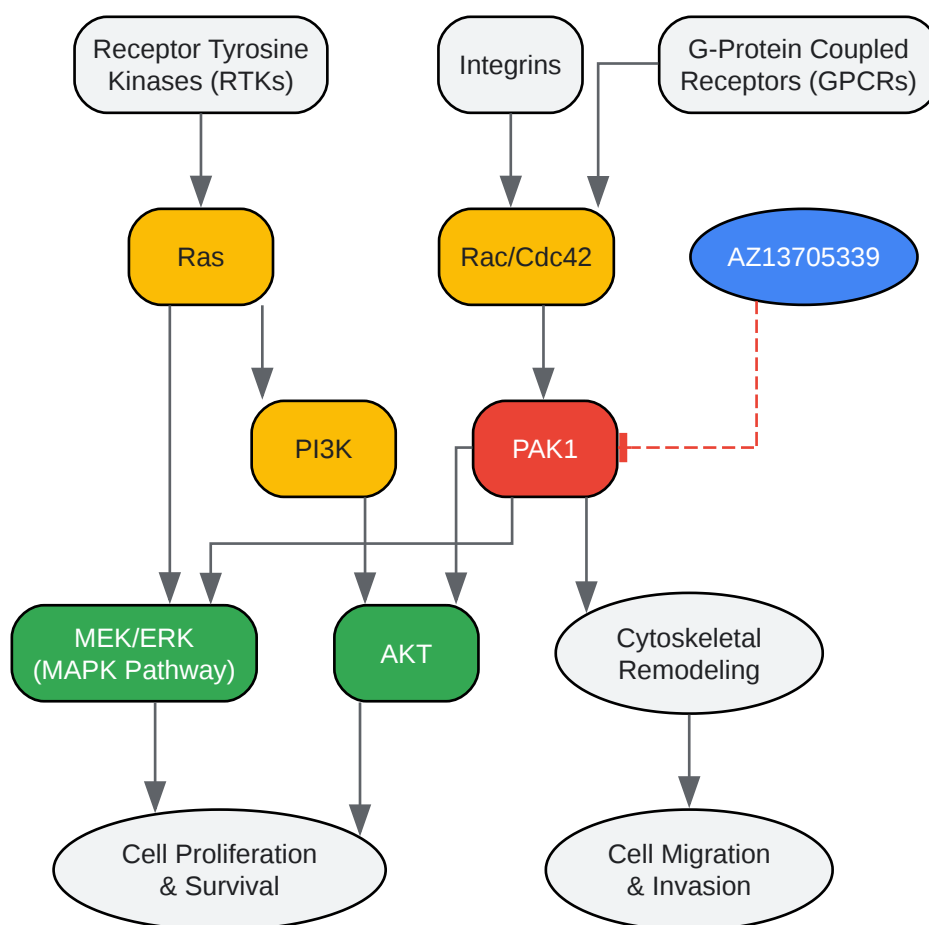 Receptor Tyrosine
Kinases (RTKs)
Integrins
G-Protein Coupled
Receptors (GPCRs)
Ras
Rac/Cdc42
AZ13705339
PI3K
PAK1
MEK/ERK
(MAPK Pathway)
AKT
Cytoskeletal
Remodeling
Cell Proliferation
& Survival
Cell Migration
& Invasion